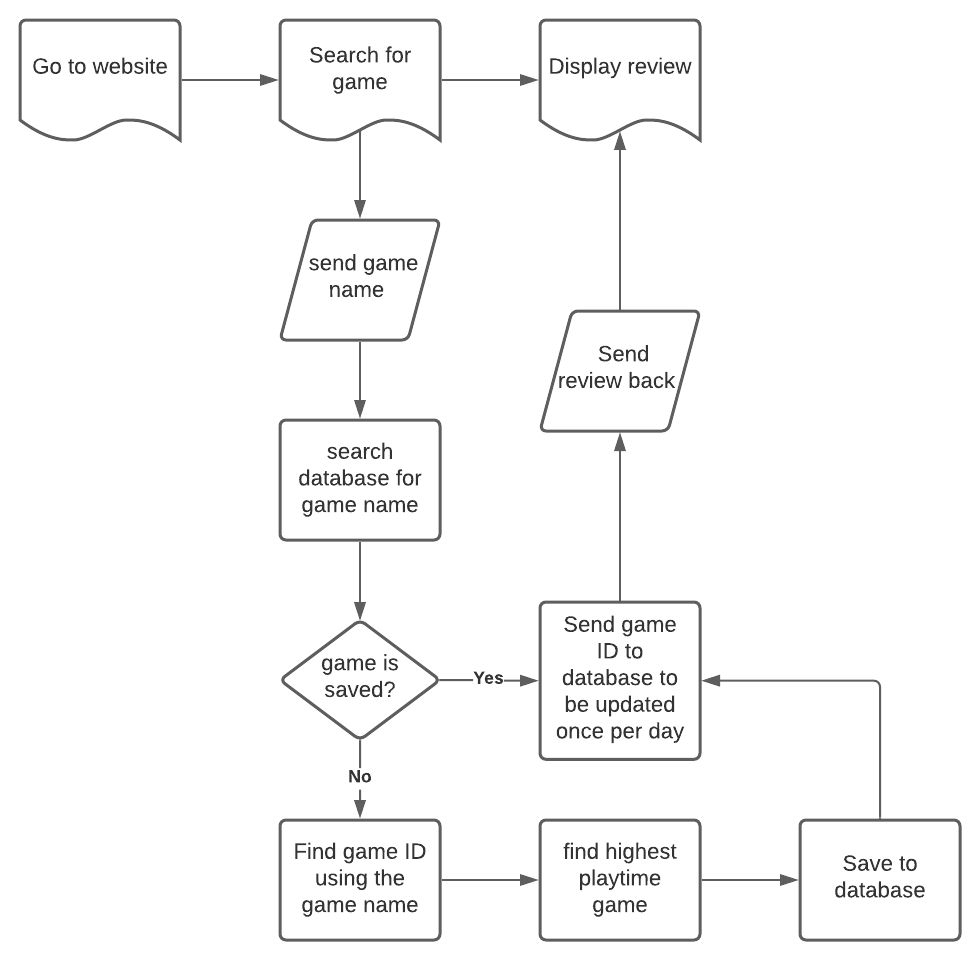 Go to website
Search for
game
Display review
send game
name
Send
review back
search
database for
game name
game is
saved?
Yes
Send game
ID to
database to
be updated
once per day
No
Find game ID
using the
game name
find highest
playtime
game
Save to
database